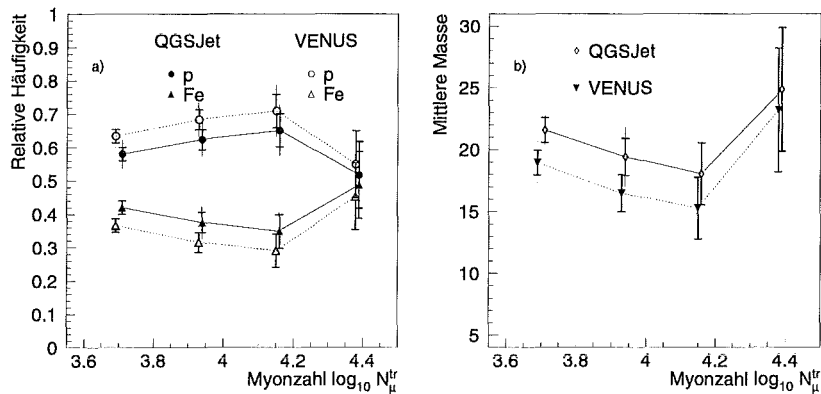 Relative Häufigkeit
1
0.9
0.8
0.7
0.6
0.5
0.4
0.3
0.2
0.1
0
a)
QGSJet
VENUS
p
p
Fe
Fe
3.6 3.8 4 4.2 4.4
Myonzahl log10 Nμtr
Mittlere Masse
30
25
20
15
10
5
b)
QGSJet
VENUS
3.6 3.8 4 4.2 4.4
Myonzahl log10 Nμtr